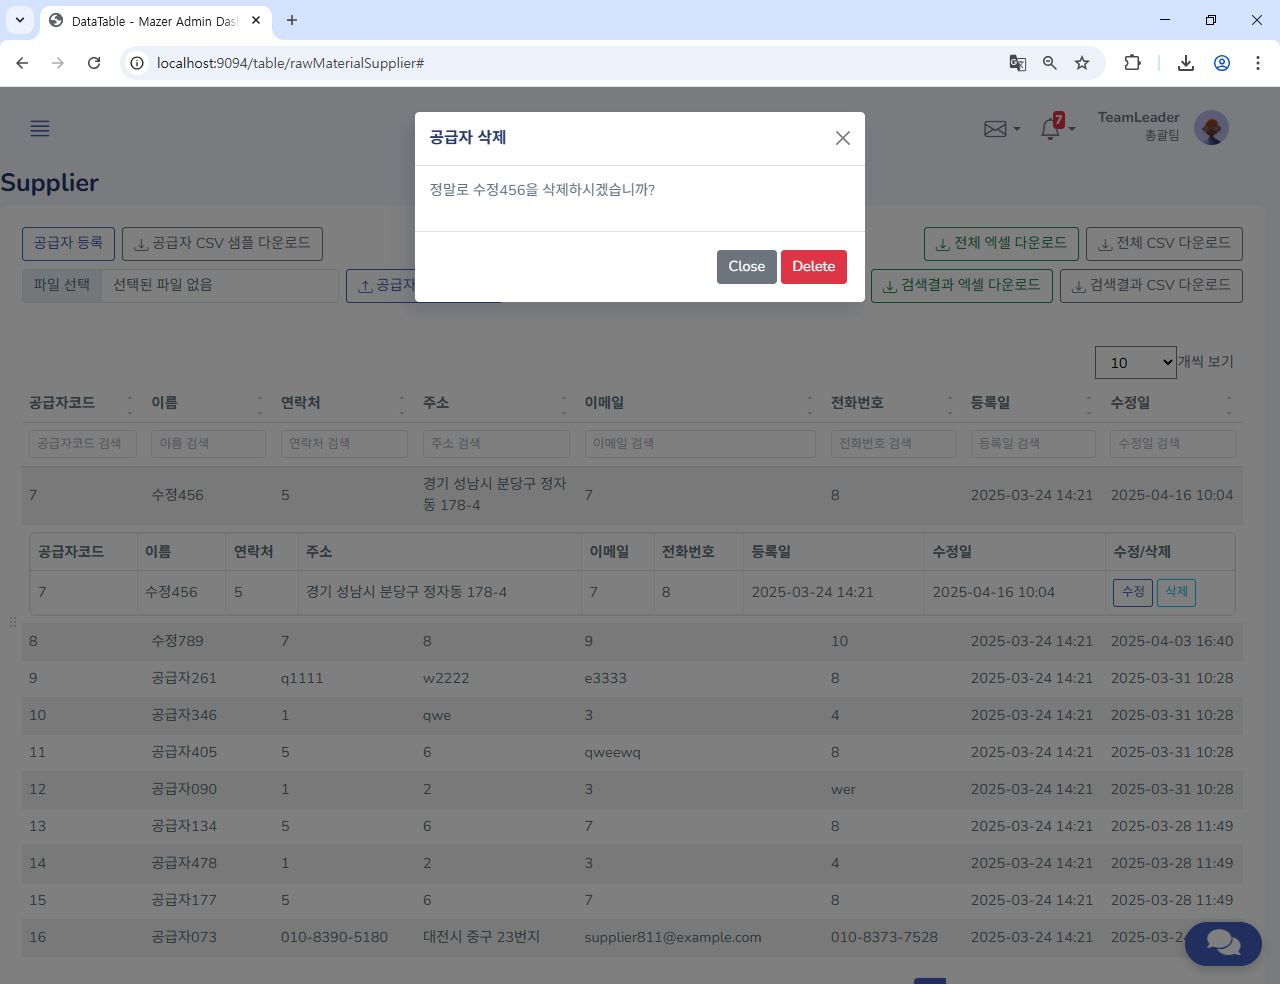 DataTable - Mazer Admin Das
localhost:9094/table/rawMaterialSupplier#
7
TeamLeader
총괄팀
Supplier
공급자 삭제
정말로 수정456을 삭제하시겠습니까?
Close Delete
공급자 등록 공급자 CSV 샘플 다운로드 전체 엑셀 다운로드 전체 CSV 다운로드
파일 선택 선택된 파일 없음 공급자 검색결과 엑셀 다운로드 검색결과 CSV 다운로드
10 개씩 보기
공급자코드 이름 연락처 주소 이메일 전화번호 등록일 수정일
공급자코드 검색 이름 검색 연락처 검색 주소 검색 이메일 검색 전화번호 검색 등록일 검색 수정일 검색
7 수정456 5 경기 성남시 분당구 정자동 178-4 7 8 2025-03-24 14:21 2025-04-16 10:04
공급자코드 이름 연락처 주소 이메일 전화번호 등록일 수정일 수정/삭제
7 수정456 5 경기 성남시 분당구 정자동 178-4 7 8 2025-03-24 14:21 2025-04-16 10:04 수정 삭제
8 수정789 7 8 9 10 2025-03-24 14:21 2025-04-03 16:40
9 공급자261 q1111 w2222 e3333 8 2025-03-24 14:21 2025-03-31 10:28
10 공급자346 1 qwe 3 4 2025-03-24 14:21 2025-03-31 10:28
11 공급자405 5 6 qweewq 8 2025-03-24 14:21 2025-03-31 10:28
12 공급자090 1 2 3 wer 2025-03-24 14:21 2025-03-31 10:28
13 공급자134 5 6 7 8 2025-03-24 14:21 2025-03-28 11:49
14 공급자478 1 2 3 4 2025-03-24 14:21 2025-03-28 11:49
15 공급자177 5 6 7 8 2025-03-24 14:21 2025-03-28 11:49
16 공급자073 010-8390-5180 대전시 중구 23번지 supplier811@example.com 010-8373-7528 2025-03-24 14:21 2025-03-2